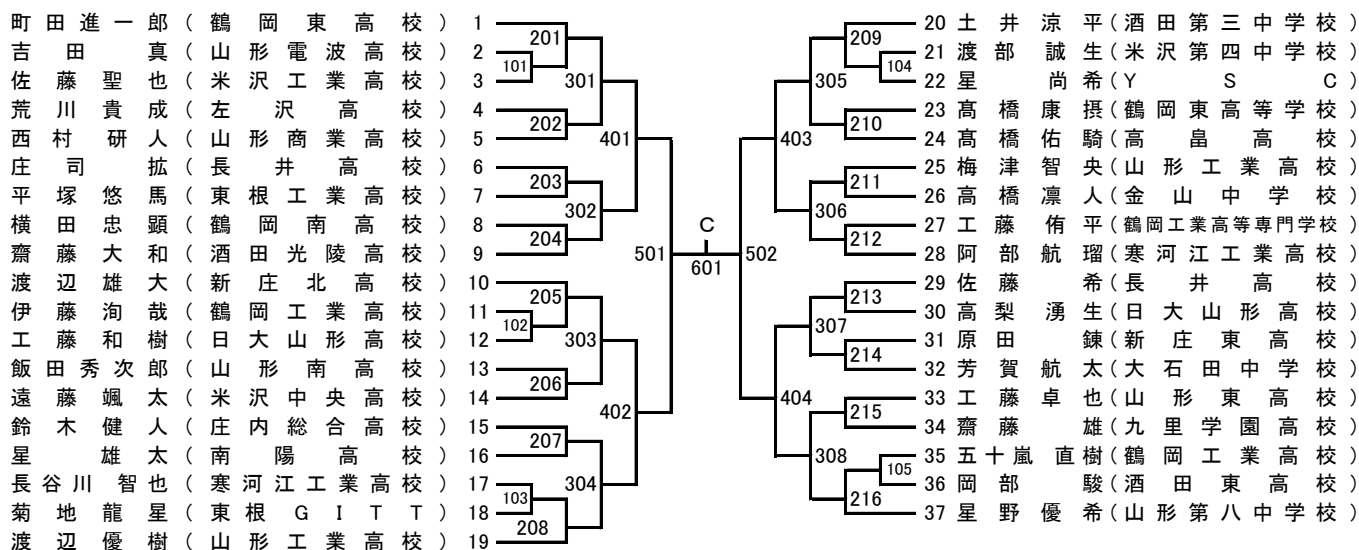 町田進一郎(鶴岡東高校) 1
吉田真(山形電波高校) 2
佐藤聖也(米沢工業高校) 3
荒川貴成(左沢高校) 4
西村研人(山形商業高校) 5
庄司拡(長井高校) 6
平塚悠馬(東根工業高校) 7
横田忠顕(鶴岡南高校) 8
齋藤大和(酒田光陵高校) 9
渡辺雄大(新庄北高校) 10
伊藤洵哉(鶴岡工業高校) 11
工藤和樹(日大山形高校) 12
飯田秀次郎(山形南高校) 13
遠藤颯太(米沢中央高校) 14
鈴木健人(庄内総合高校) 15
星雄太(南陽高校) 16
長谷川智也(寒河江工業高校) 17
菊地龍星(東根GITT) 18
渡辺優樹(山形工業高校) 19
101
102
103
201
202
203
204
205
206
207
208
301
302
303
304
401
402
501
C
601
502
403
404
305
306
307
308
209
210
211
212
213
214
215
216
104
105
20 土井涼平(酒田第三中学校)
21 渡部誠生(米沢第四中学校)
22 星尚希(YSC)
23 髙橋康摂(鶴岡東高等学校)
24 髙橋佑騎(高畠高校)
25 梅津智央(山形工業高校)
26 高橋凛人(金山中学校)
27 工藤侑平(鶴岡工業高等専門学校)
28 阿部航瑠(寒河江工業高校)
29 佐藤希(長井高校)
30 高梨湧生(日大山形高校)
31 原田錬(新庄東高校)
32 芳賀航太(大石田中学校)
33 工藤卓也(山形東高校)
34 齋藤雄(九里学園高校)
35 五十嵐直樹(鶴岡工業高校)
36 岡部駿(酒田東高校)
37 星野優希(山形第八中学校)